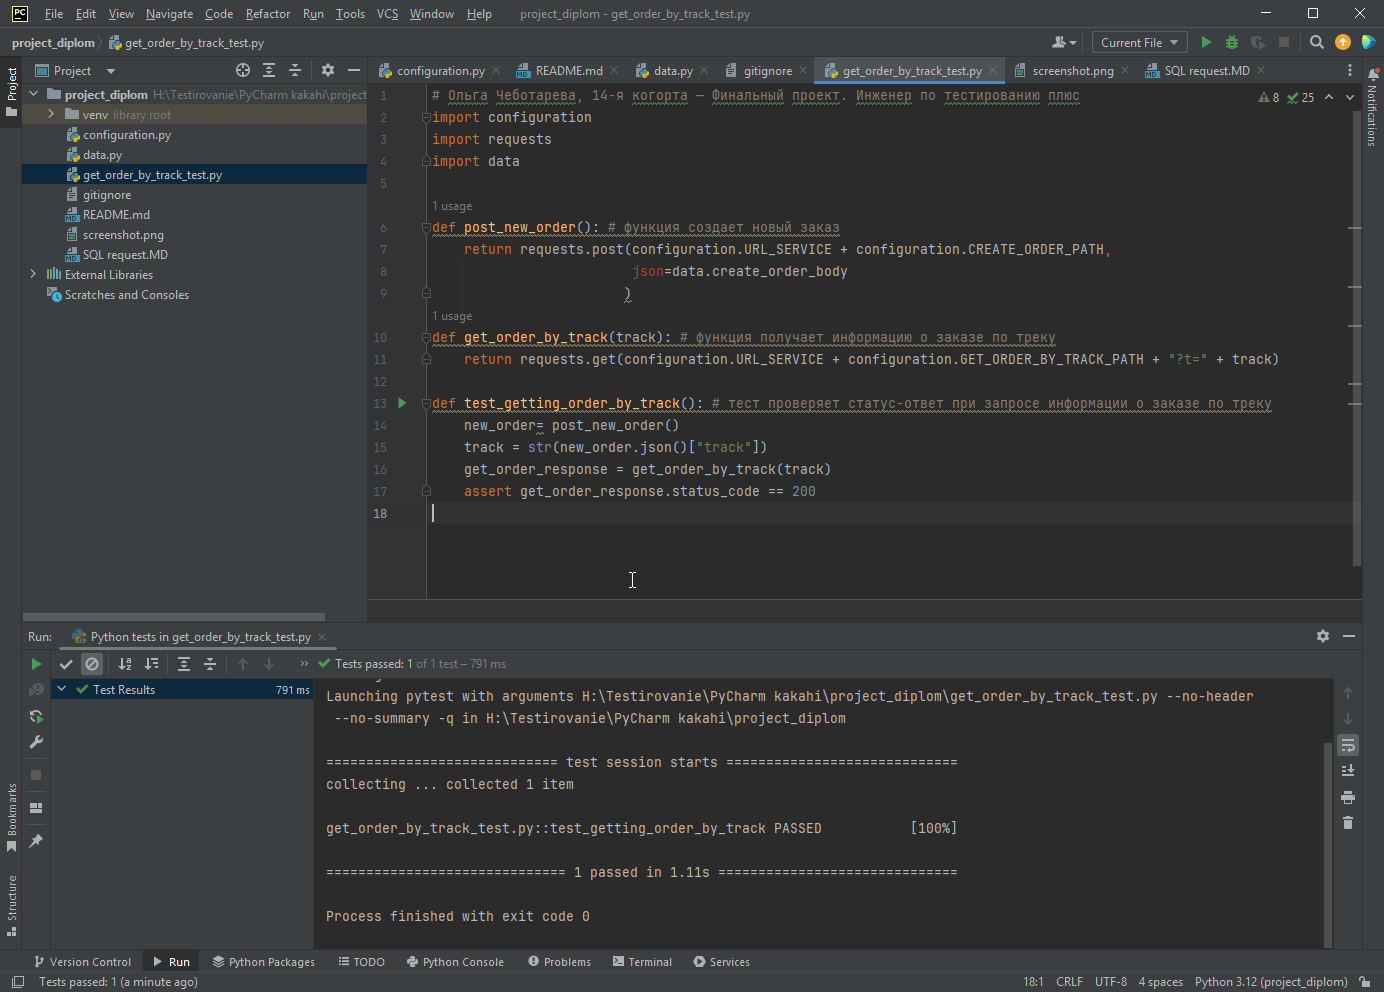 PC File Edit View Navigate Code Refactor Run Tools VCS Window Help project_diplom - get_order_by_track_test.py
project_diplom get_order_by_track_test.py Current File
Project
Project
configuration.py README.md data.py gitignore get_order_by_track_test.py screenshot.png SQL request.MD
Notifications
project_diplom H:\Testirovanie\PyCharm kakahi\project
venv library root
configuration.py
data.py
get_order_by_track_test.py
gitignore
README.md
screenshot.png
SQL request.MD
External Libraries
Scratches and Consoles
8 25
1 # Ольга Чеботарева, 14-я когорта — Финальный проект. Инженер по тестированию плюс
2 import configuration
3 import requests
4 import data
5
1 usage
6 def post_new_order(): # функция создает новый заказ
7 return requests.post(configuration.URL_SERVICE + configuration.CREATE_ORDER_PATH,
8 json=data.create_order_body
9 )
1 usage
10 def get_order_by_track(track): # функция получает информацию о заказе по треку
11 return requests.get(configuration.URL_SERVICE + configuration.GET_ORDER_BY_TRACK_PATH + "?t=" + track)
12
13 def test_getting_order_by_track(): # тест проверяет статус-ответ при запросе информации о заказе по треку
14 new_order= post_new_order()
15 track = str(new_order.json()["track"])
16 get_order_response = get_order_by_track(track)
17 assert get_order_response.status_code == 200
18
Run: Python tests in get_order_by_track_test.py
Tests passed: 1 of 1 test – 791 ms
Test Results 791 ms
Launching pytest with arguments H:\Testirovanie\PyCharm kakahi\project_diplom\get_order_by_track_test.py --no-header
--no-summary -q in H:\Testirovanie\PyCharm kakahi\project_diplom
============================= test session starts =============================
collecting ... collected 1 item
get_order_by_track_test.py::test_getting_order_by_track PASSED [100%]
============================== 1 passed in 1.11s ==============================
Process finished with exit code 0
Bookmarks
Structure
Version Control Run Python Packages TODO Python Console Problems Terminal Services
Tests passed: 1 (a minute ago) 18:1 CRLF UTF-8 4 spaces Python 3.12 (project_diplom)